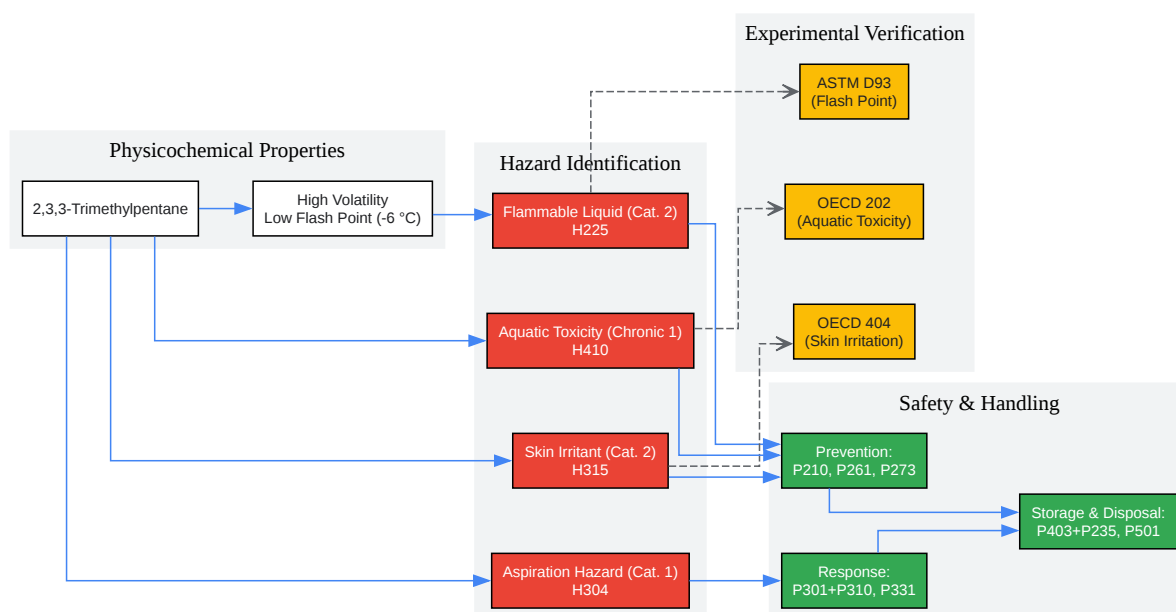 Experimental Verification
ASTM D93
(Flash Point)
Physicochemical Properties
Hazard Identification
2,3,3-Trimethylpentane
High Volatility
Low Flash Point (-6 °C)
Flammable Liquid (Cat. 2)
H225
OECD 202
(Aquatic Toxicity)
Aquatic Toxicity (Chronic 1)
H410
OECD 404
(Skin Irritation)
Safety & Handling
Skin Irritant (Cat. 2)
H315
Prevention:
P210, P261, P273
Storage & Disposal:
P403+P235, P501
Aspiration Hazard (Cat. 1)
H304
Response:
P301+P310, P331